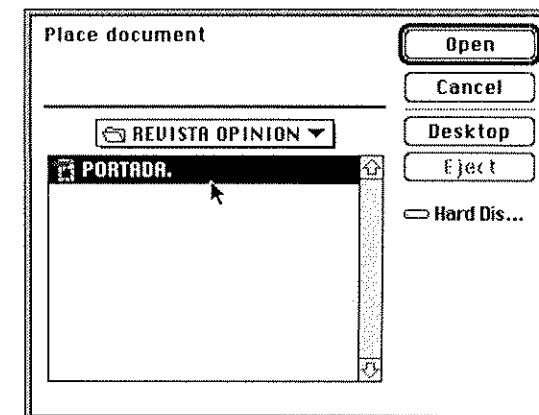 Place document
Open
Cancel
REVISTA OPINION
Desktop
PORTADA.
Eject
Hard Dis...